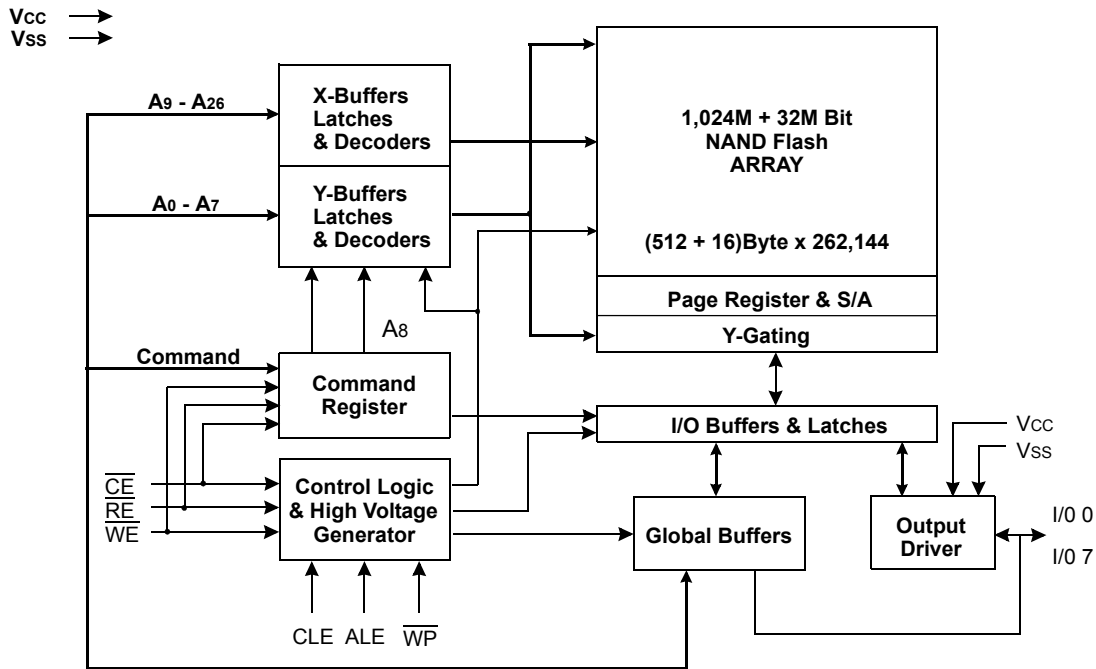 VCC
VSS
A9 - A26
X-Buffers
Latches
& Decoders
A0 - A7
Y-Buffers
Latches
& Decoders
1,024M + 32M Bit
NAND Flash
ARRAY
(512 + 16)Byte x 262,144
Page Register & S/A
Y-Gating
A8
Command
Command
Register
I/O Buffers & Latches
VCC
VSS
CE
RE
WE
Control Logic
& High Voltage
Generator
Global Buffers
Output
Driver
I/0 0
I/0 7
CLE
ALE
WP